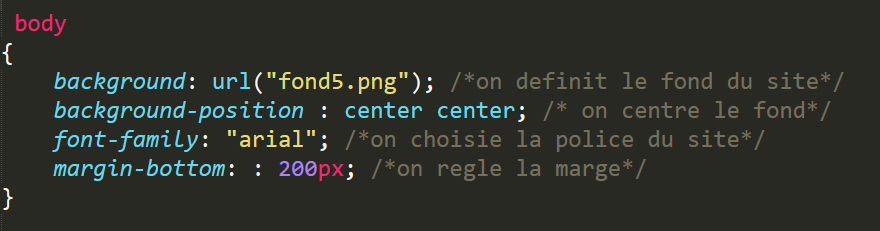 body
{
background: url("fond5.png"); /*on definit le fond du site*/
background-position : center center; /* on centre le fond*/
font-family: "arial"; /*on choisie la police du site*/
margin-bottom: : 200px; /*on regle la marge*/
}